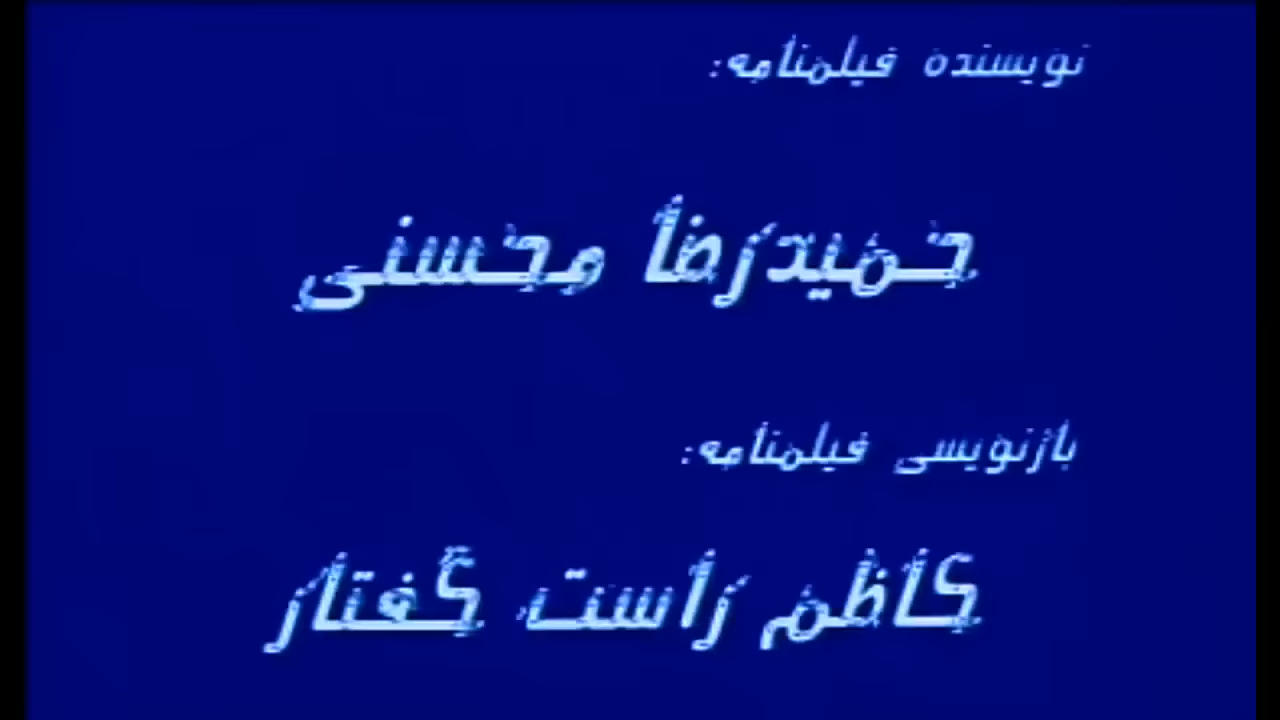 نویسنده فیلمنامه:
حمیدرضا محسنی
بازنویسی فیلمنامه:
کاظم راست گفتار